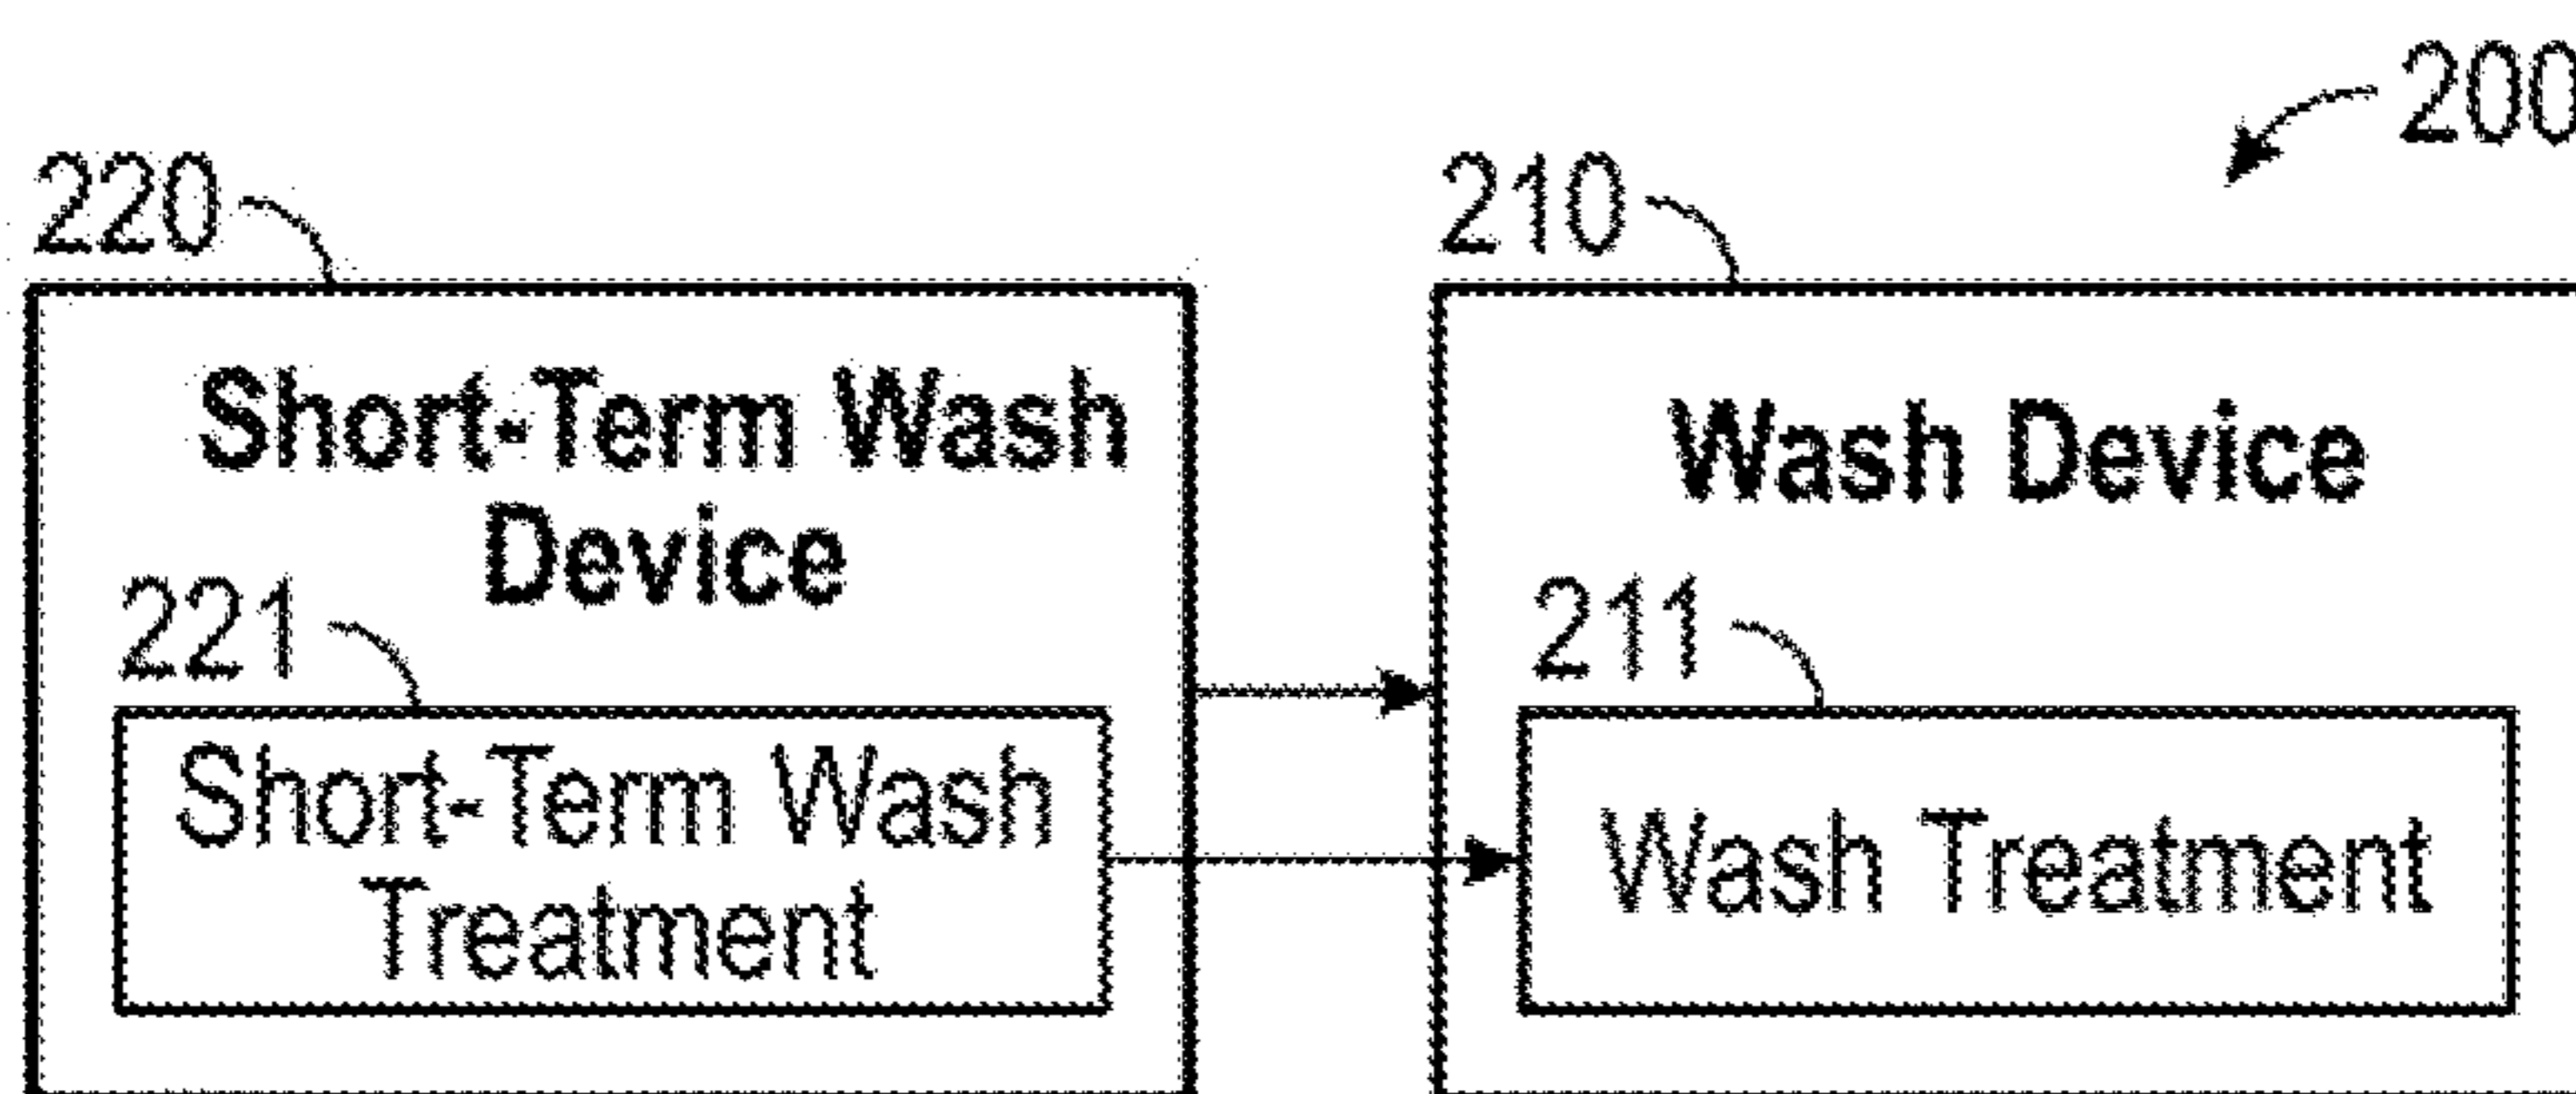 200
220
210
Short-Term Wash
Device
Wash Device
221
211
Short-Term Wash
Treatment
Wash Treatment